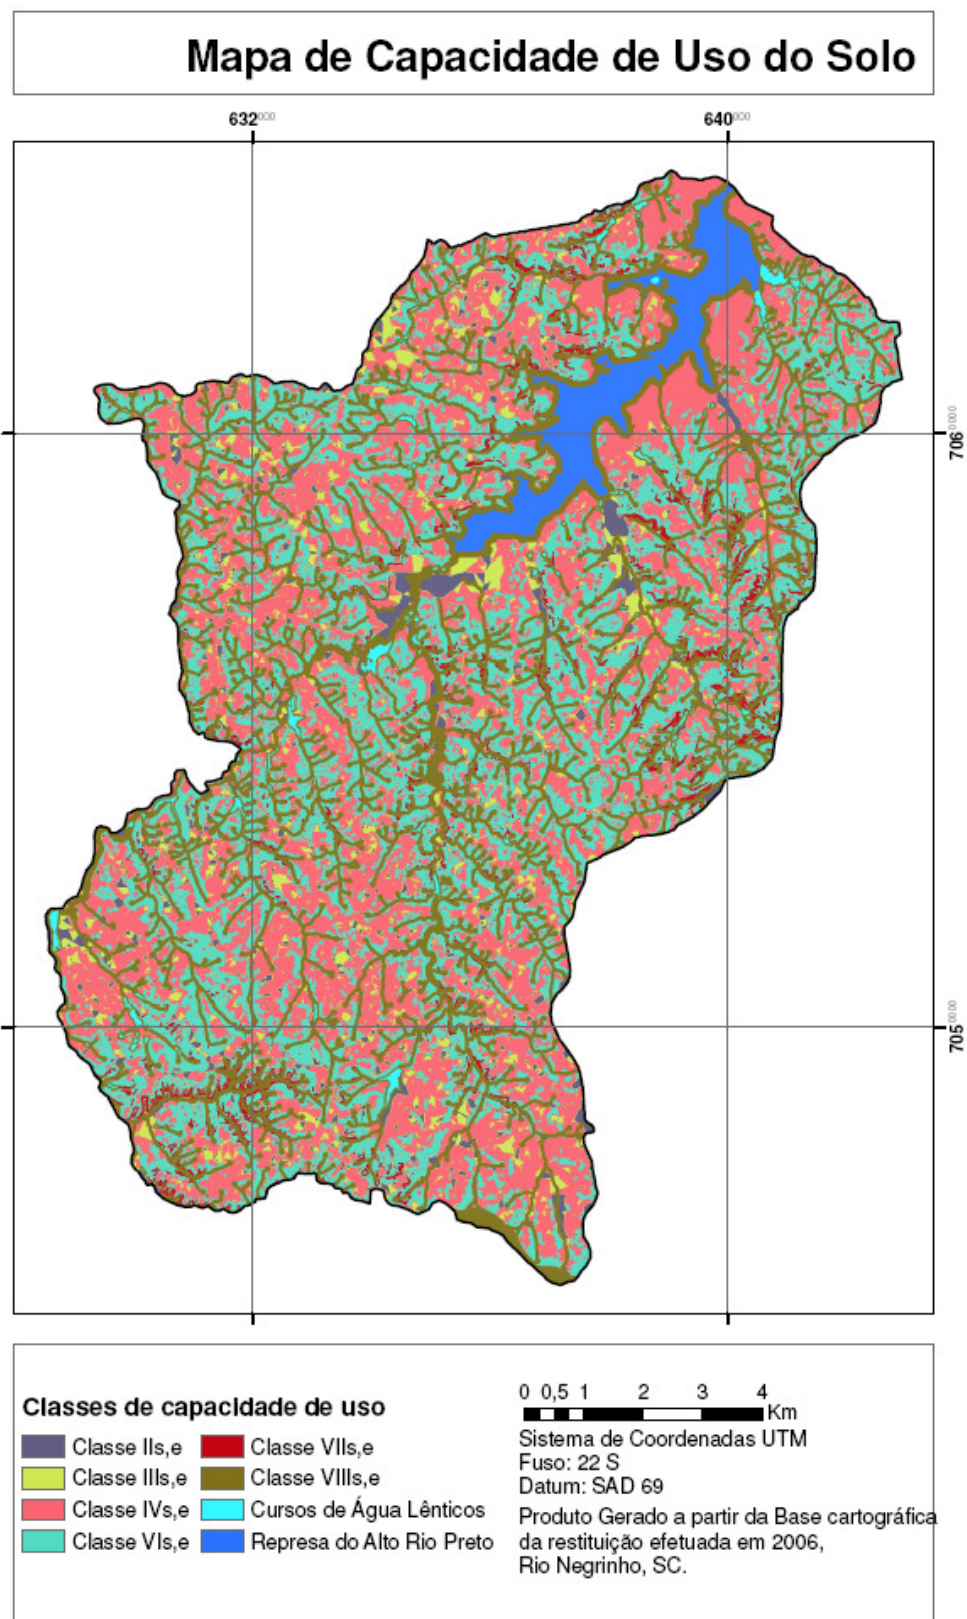 Mapa de Capacidade de Uso do Solo
632000
640000
7060000
7050000
Classes de capacidade de uso
Classe IIs,e
Classe IIIs,e
Classe IVs,e
Classe VIs,e
Classe VIIs,e
Classe VIIIs,e
Cursos de Água Lênticos
Represa do Alto Rio Preto
0 0,5 1 2 3 4
Km
Sistema de Coordenadas UTM
Fuso: 22 S
Datum: SAD 69
Produto Gerado a partir da Base cartográfica
da restituição efetuada em 2006,
Rio Negrinho, SC.